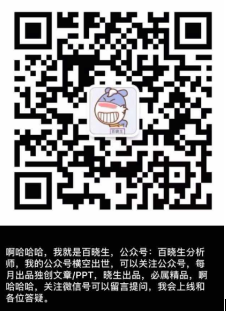 啊哈哈哈，我就是百晓生，公众号：百晓生分析
师，我的公众号横空出世，可以关注公众号，每
月出品独创文章/PPT，晓生出品，必属精品，啊
哈哈哈，关注微信号可以留言提问，我会上线和
各位答疑。